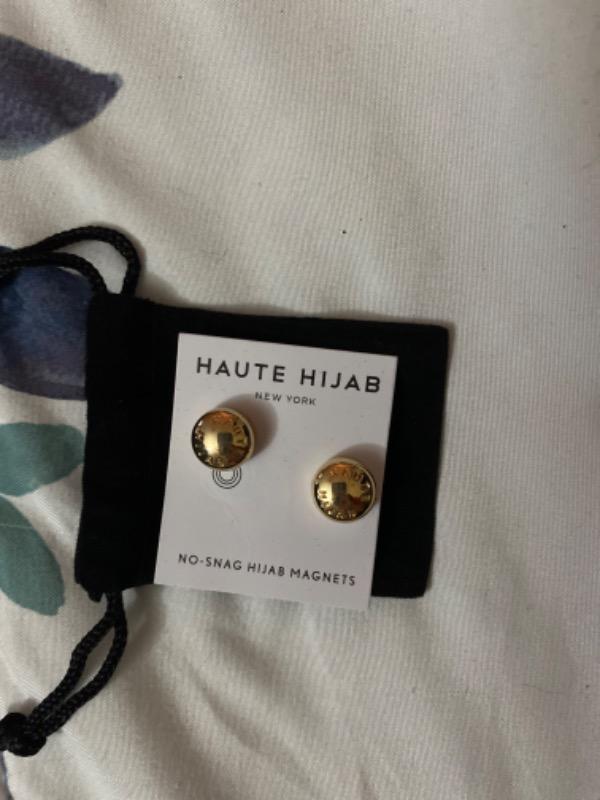 HAUTE HIJAB
NEW YORK
NO-SNAG HIJAB MAGNETS